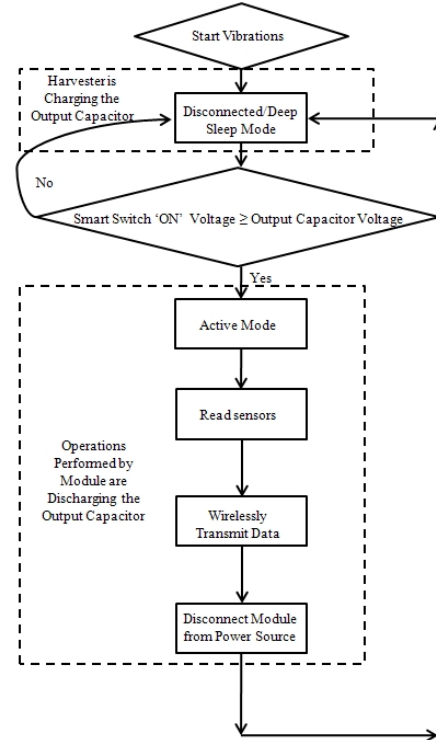 Start Vibrations
Harvester is
Charging the
Output Capacitor
Disconnected/Deep
Sleep Mode
No
Smart Switch ‘ON’ Voltage ≥ Output Capacitor Voltage
Yes
Active Mode
Read sensors
Operations
Performed by
Module are
Discharging the
Output Capacitor
Wirelessly
Transmit Data
Disconnect Module
from Power Source